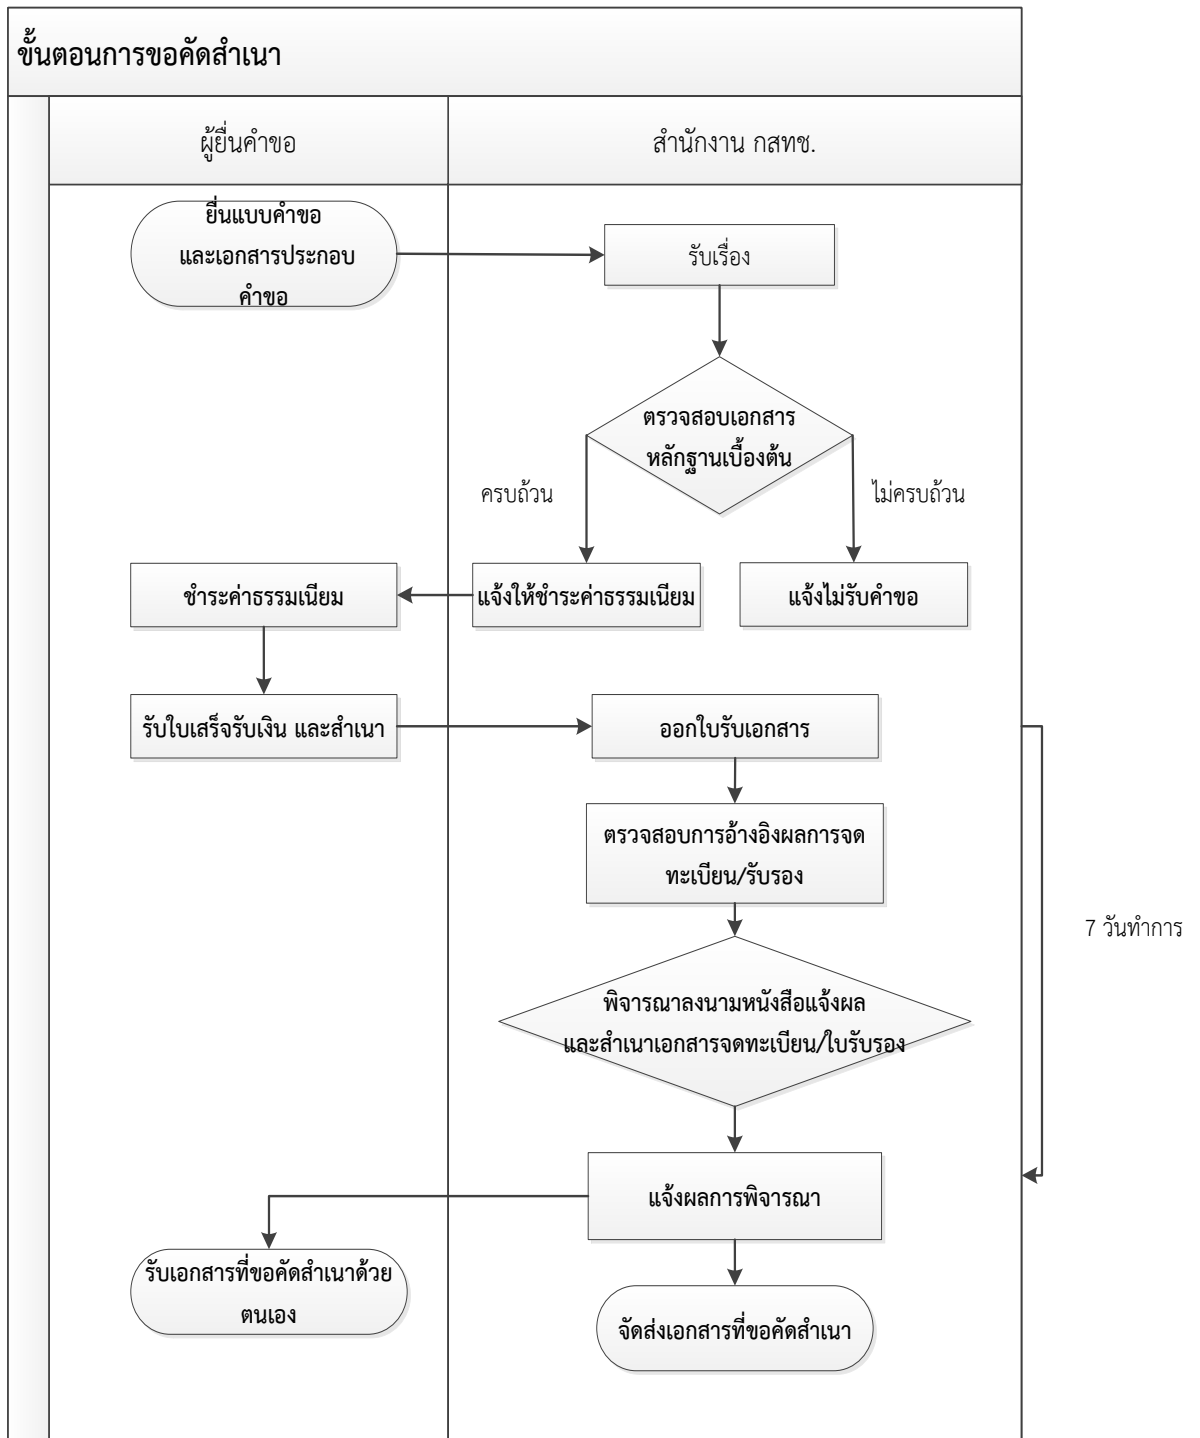 ขั้นตอนการขอคัดสำเนา
ผู้ยื่นคำขอ
สำนักงาน กสทช.
ยื่นแบบคำขอ
และเอกสารประกอบ
คำขอ
รับเรื่อง
ตรวจสอบเอกสาร
หลักฐานเบื้องต้น
ครบถ้วน
ไม่ครบถ้วน
ชำระค่าธรรมเนียม
แจ้งให้ชำระค่าธรรมเนียม
แจ้งไม่รับคำขอ
รับใบเสร็จรับเงิน และสำเนา
ออกใบรับเอกสาร
ตรวจสอบการอ้างอิงผลการจด
ทะเบียน/รับรอง
7 วันทำการ
พิจารณาลงนามหนังสือแจ้งผล
และสำเนาเอกสารจดทะเบียน/ใบรับรอง
แจ้งผลการพิจารณา
รับเอกสารที่ขอคัดสำเนาด้วย
ตนเอง
จัดส่งเอกสารที่ขอคัดสำเนา